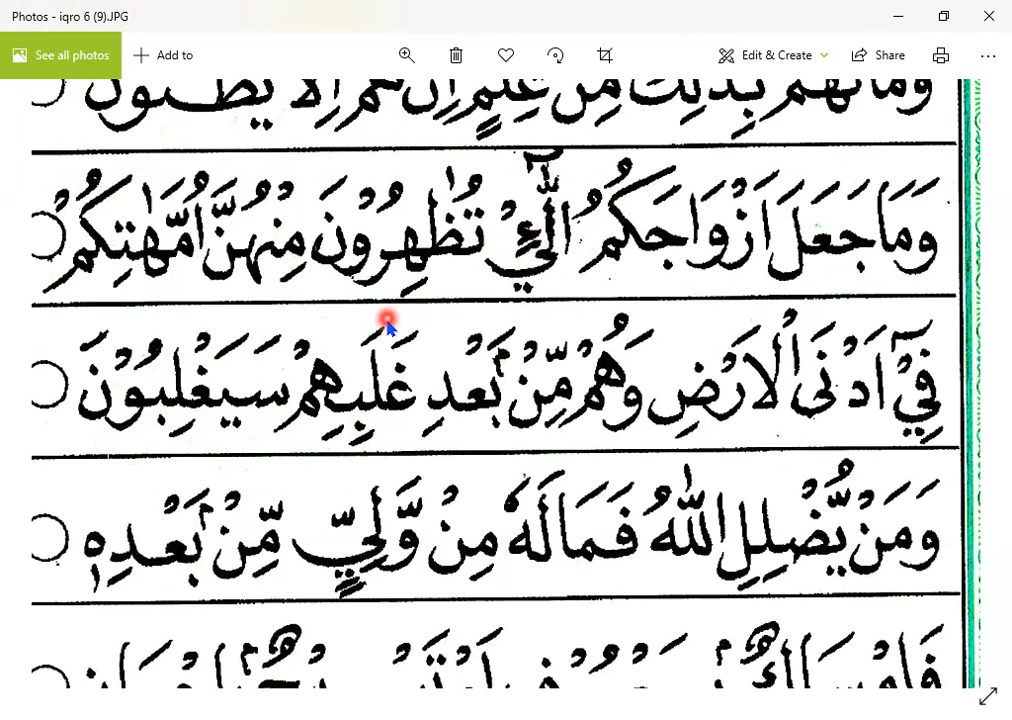 Photos - iqro 6 (9).JPG
See all photos
Add to
Edit & Create
Share
وَمَا لَهُمْ بِذٰلِكَ مِنْ عِلْمٍ اِنْ هُمْ اِلَّا يَظُنُّوْنَ
وَمَا جَعَلَ اَزْوَاجَكُمُ الّٰۤـِٔيْ تُظٰهِرُوْنَ مِنْهُنَّ اُمَّهٰتِكُمْ
فِيْٓ اَدْنَى الْاَرْضِ وَهُمْ مِّنْۢ بَعْدِ غَلَبِهِمْ سَيَغْلِبُوْنَ
وَمَنْ يُّضْلِلِ اللّٰهُ فَمَا لَهٗ مِنْ وَّلِيٍّ مِّنْۢ بَعْدِهٖ